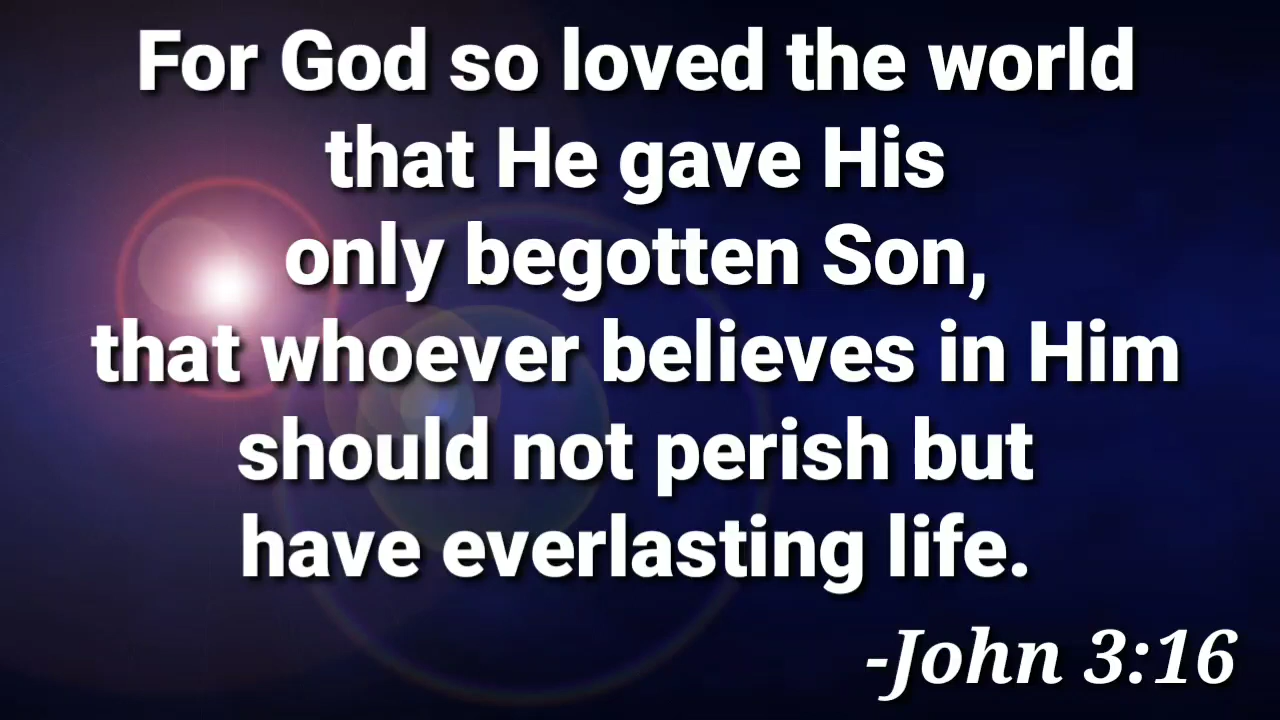 For God so loved the world
that He gave His
only begotten Son,
that whoever believes in Him
should not perish but
have everlasting life.
-John 3:16